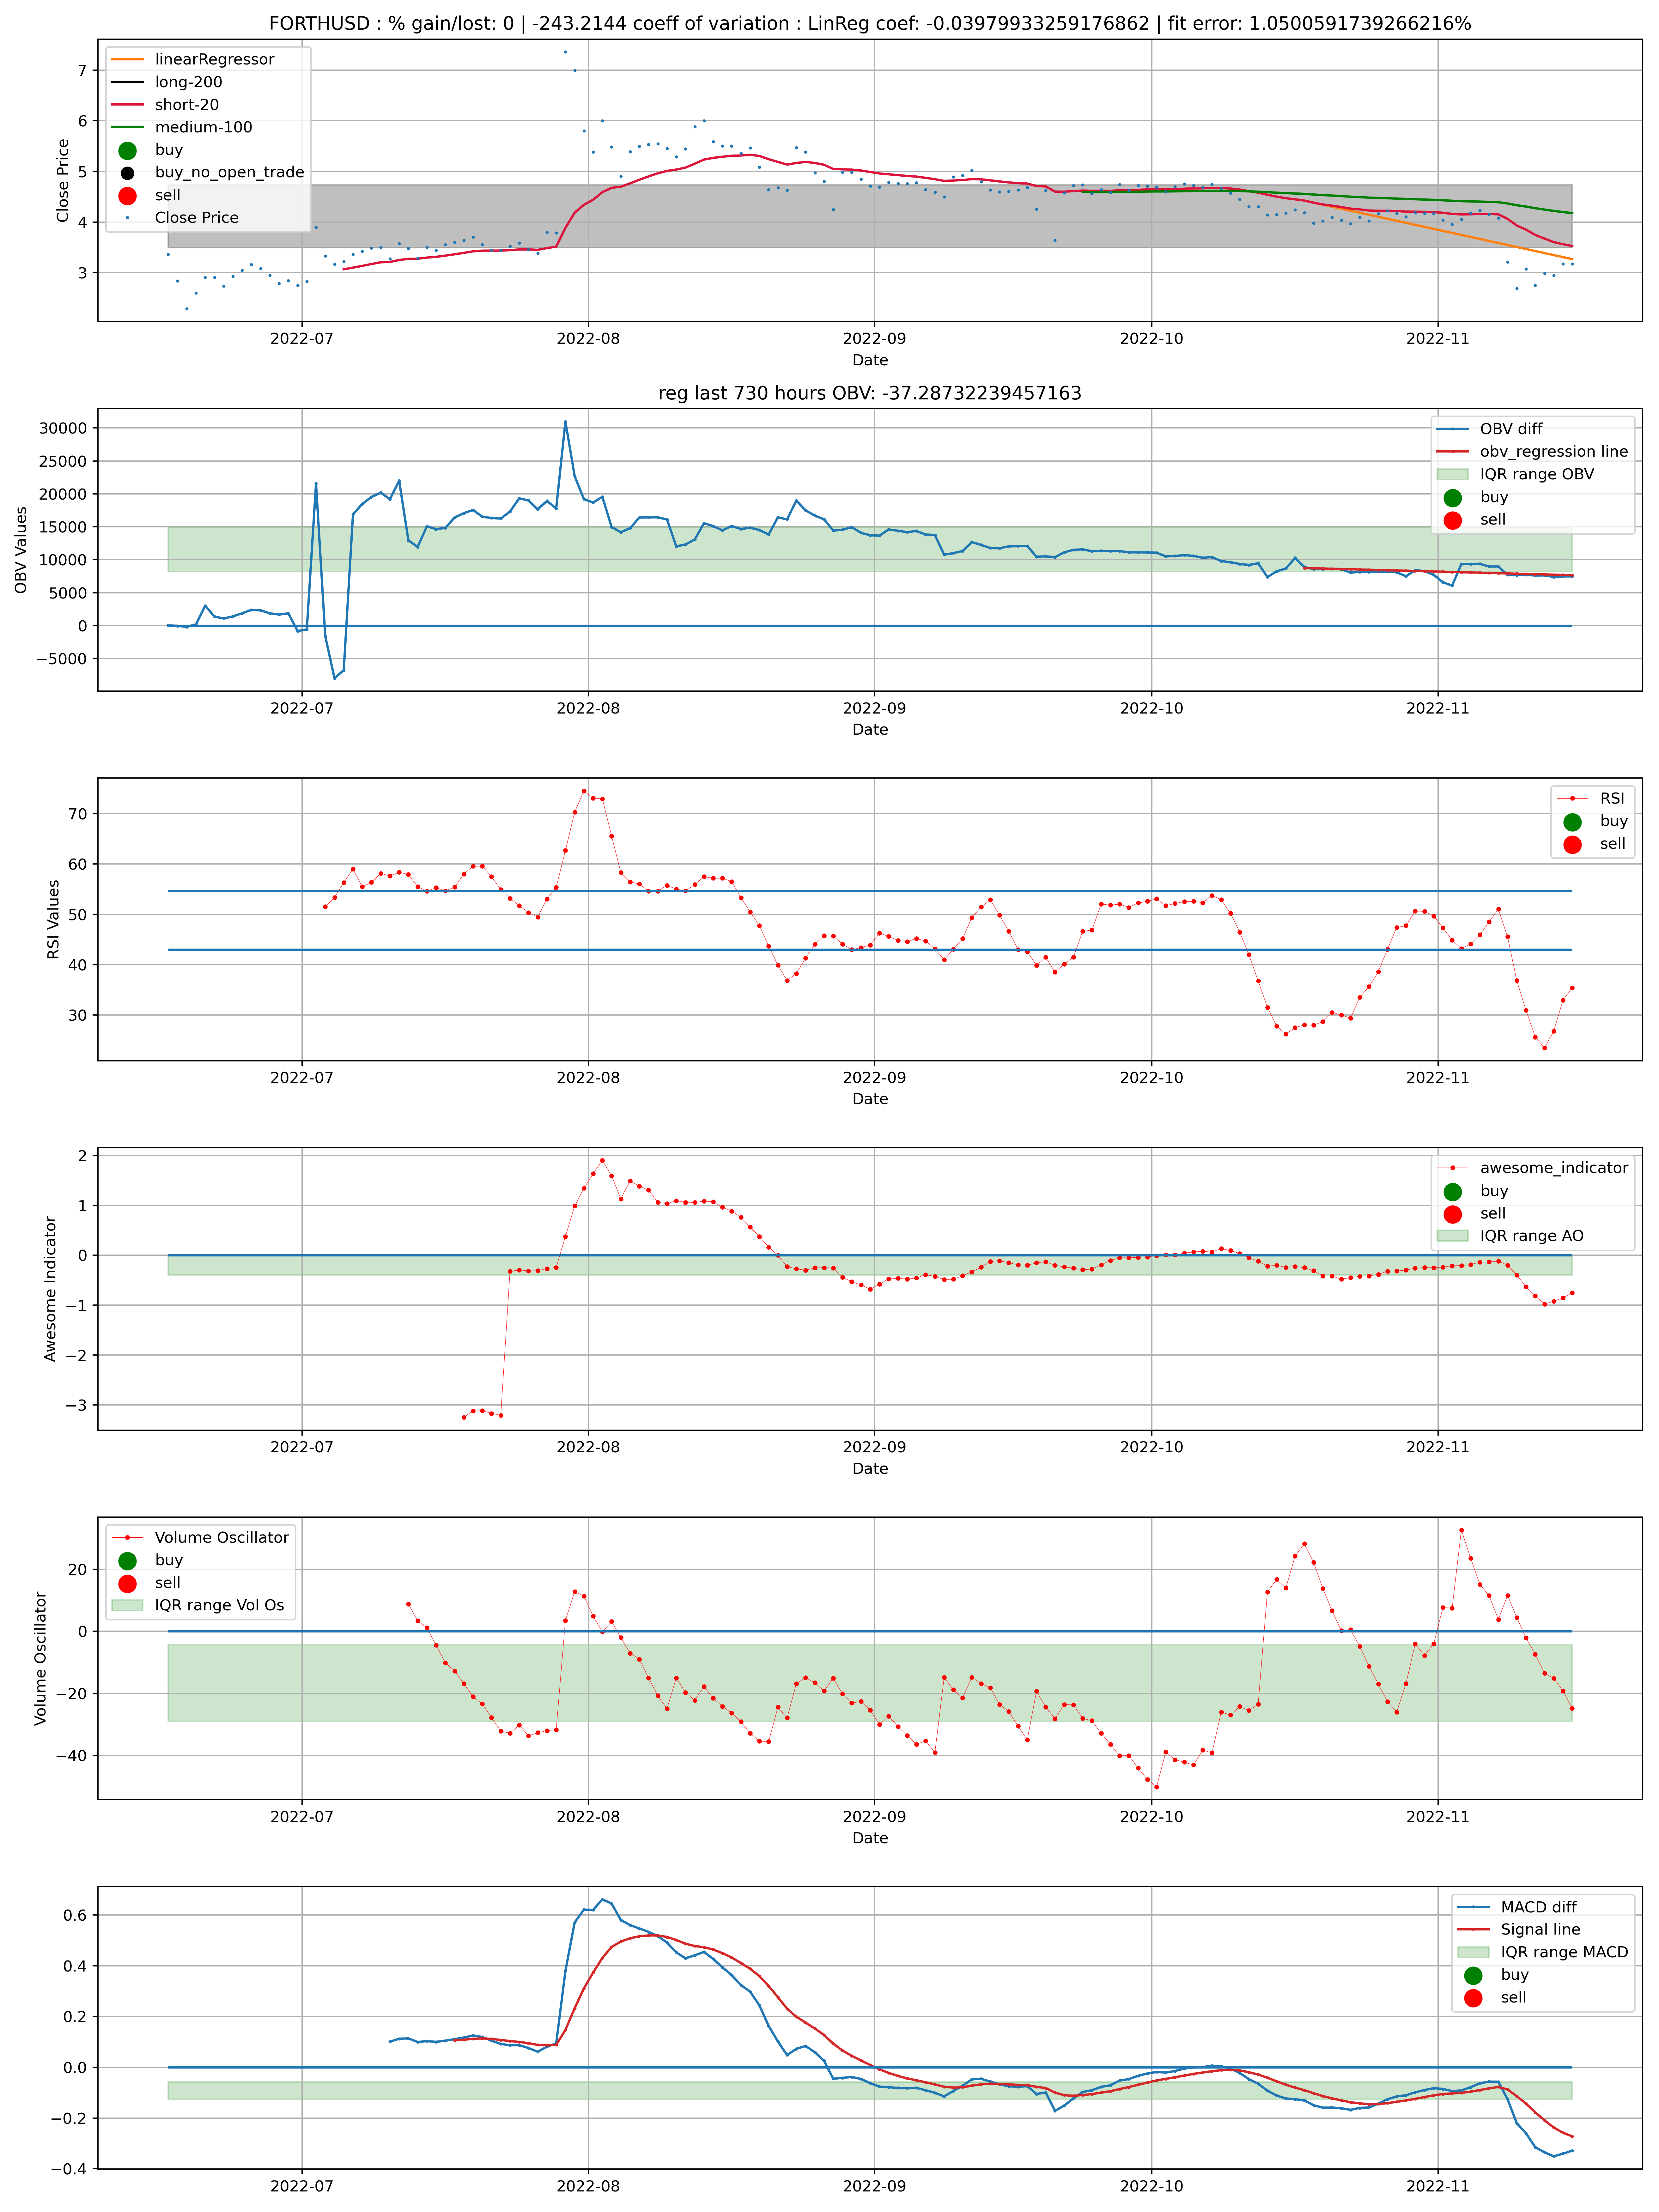 FORTHUSD : % gain/lost: 0 | -243.2144 coeff of variation : LinReg coef: -0.03979933259176862 | fit error: 1.0500591739266216%
linearRegressor
long-200
short-20
medium-100
buy
buy_no_open_trade
sell
Close Price
Close Price
7
6
5
4
3
2022-07 2022-08 2022-09 2022-10 2022-11
Date
reg last 730 hours OBV: -37.28732239457163
OBV diff
obv_regression line
IQR range OBV
buy
sell
OBV Values
30000
25000
20000
15000
10000
5000
0
−5000
2022-07 2022-08 2022-09 2022-10 2022-11
Date
RSI
buy
sell
RSI Values
70
60
50
40
30
2022-07 2022-08 2022-09 2022-10 2022-11
Date
awesome_indicator
buy
sell
IQR range AO
Awesome Indicator
2
1
0
−1
−2
−3
2022-07 2022-08 2022-09 2022-10 2022-11
Date
Volume Oscillator
buy
sell
IQR range Vol Os
Volume Oscillator
20
0
−20
−40
2022-07 2022-08 2022-09 2022-10 2022-11
Date
MACD diff
Signal line
IQR range MACD
buy
sell
0.6
0.4
0.2
0.0
−0.2
−0.4
2022-07 2022-08 2022-09 2022-10 2022-11